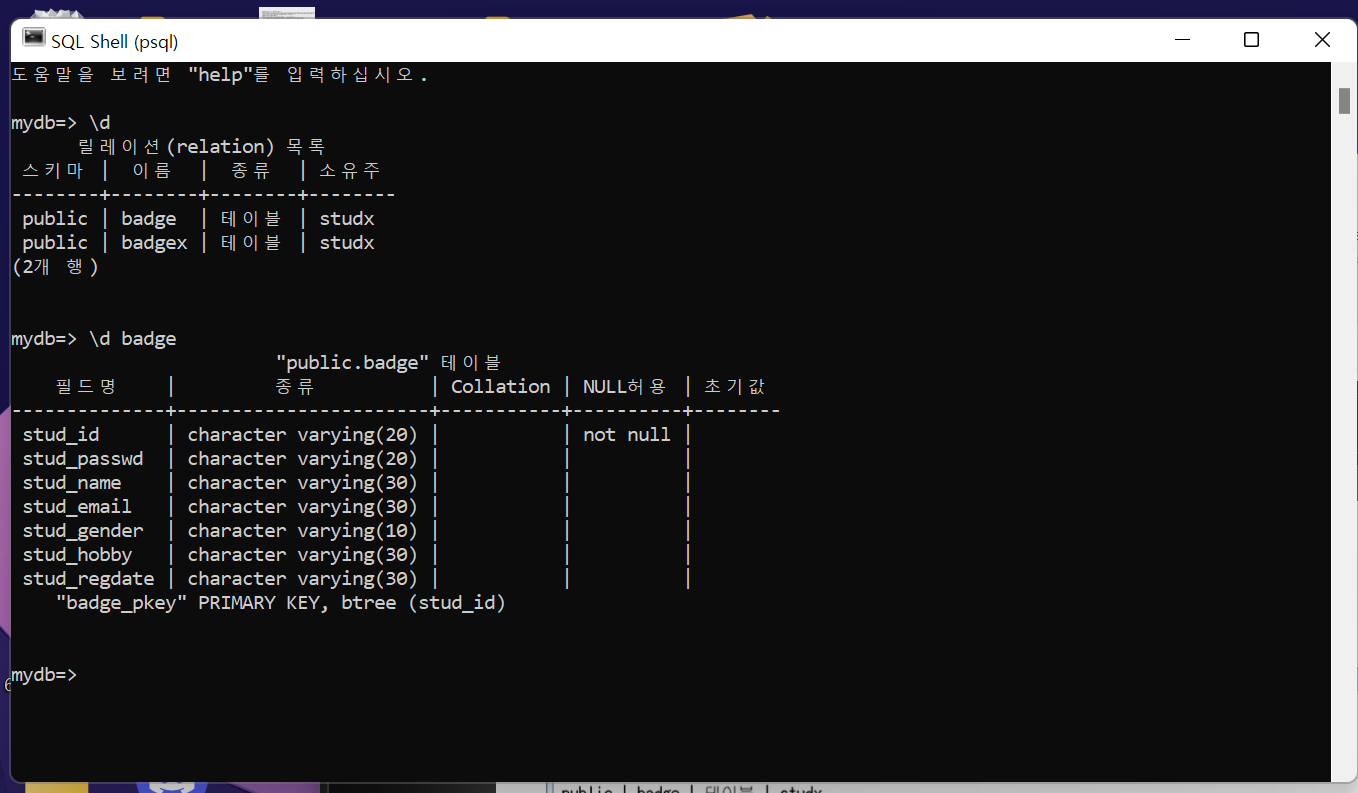 SQL Shell (psql)
도움말을 보려면 "help"를 입력하십시오.
mydb=> \d
릴레이션(relation) 목록
스키마 | 이름 | 종류 | 소유주
--------+--------+--------+--------
public | badge | 테이블 | studx
public | badgex | 테이블 | studx
(2개 행)
mydb=> \d badge
"public.badge" 테이블
필드명 | 종류 | Collation | NULL허용 | 초기값
--------------+-----------------------+-----------+----------+--------
stud_id | character varying(20) | | not null |
stud_passwd | character varying(20) | | |
stud_name | character varying(30) | | |
stud_email | character varying(30) | | |
stud_gender | character varying(10) | | |
stud_hobby | character varying(30) | | |
stud_regdate | character varying(30) | | |
"badge_pkey" PRIMARY KEY, btree (stud_id)
mydb=>
public | badge | 테이블 | studx